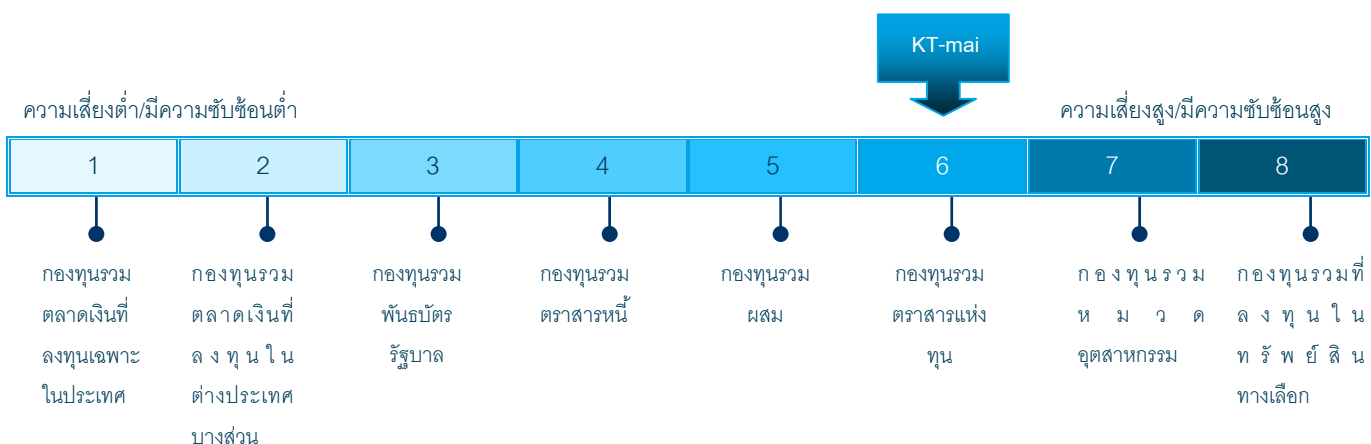 KT-mai
ความเสี่ยงต่ำ/มีความซับซ้อนต่ำ
ความเสี่ยงสูง/มีความซับซ้อนสูง
1 2 3 4 5 6 7 8
กองทุนรวม
ตลาดเงินที่
ลงทุนเฉพาะ
ในประเทศ
กองทุนรวม
ตลาดเงินที่
ลงทุนใน
ต่างประเทศ
บางส่วน
กองทุนรวม
พันธบัตร
รัฐบาล
กองทุนรวม
ตราสารหนี้
กองทุนรวม
ผสม
กองทุนรวม
ตราสารแห่ง
ทุน
กองทุนรวม
หมวด
อุตสาหกรรม
กองทุนรวมที่
ลงทุนใน
ทรัพย์สิน
ทางเลือก